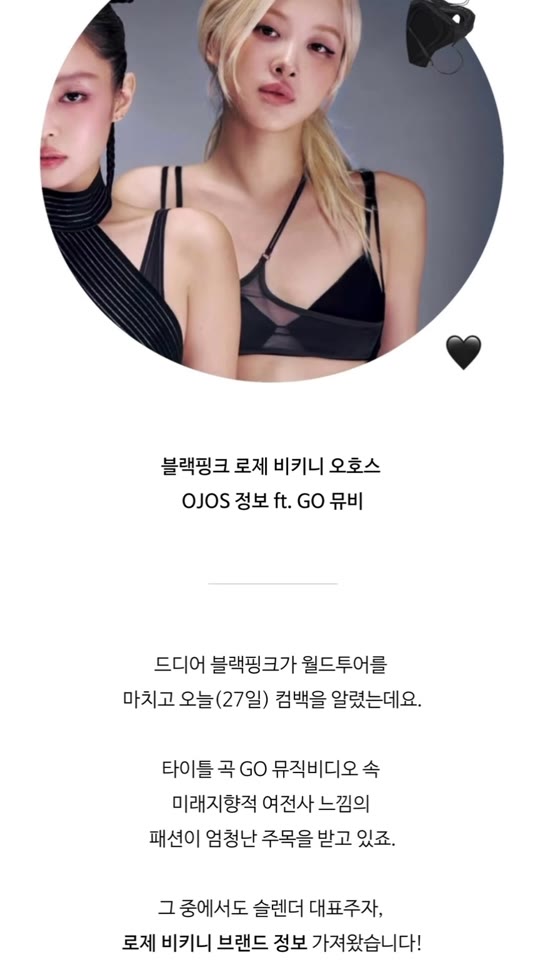 블랙핑크 로제 비키니 오호스
OJOS 정보 ft. GO 뮤비
드디어 블랙핑크가 월드투어를
마치고 오늘(27일) 컴백을 알렸는데요.
타이틀 곡 GO 뮤직비디오 속
미래지향적 여전사 느낌의
패션이 엄청난 주목을 받고 있죠.
그 중에서도 슬렌더 대표주자,
로제 비키니 브랜드 정보 가져왔습니다!